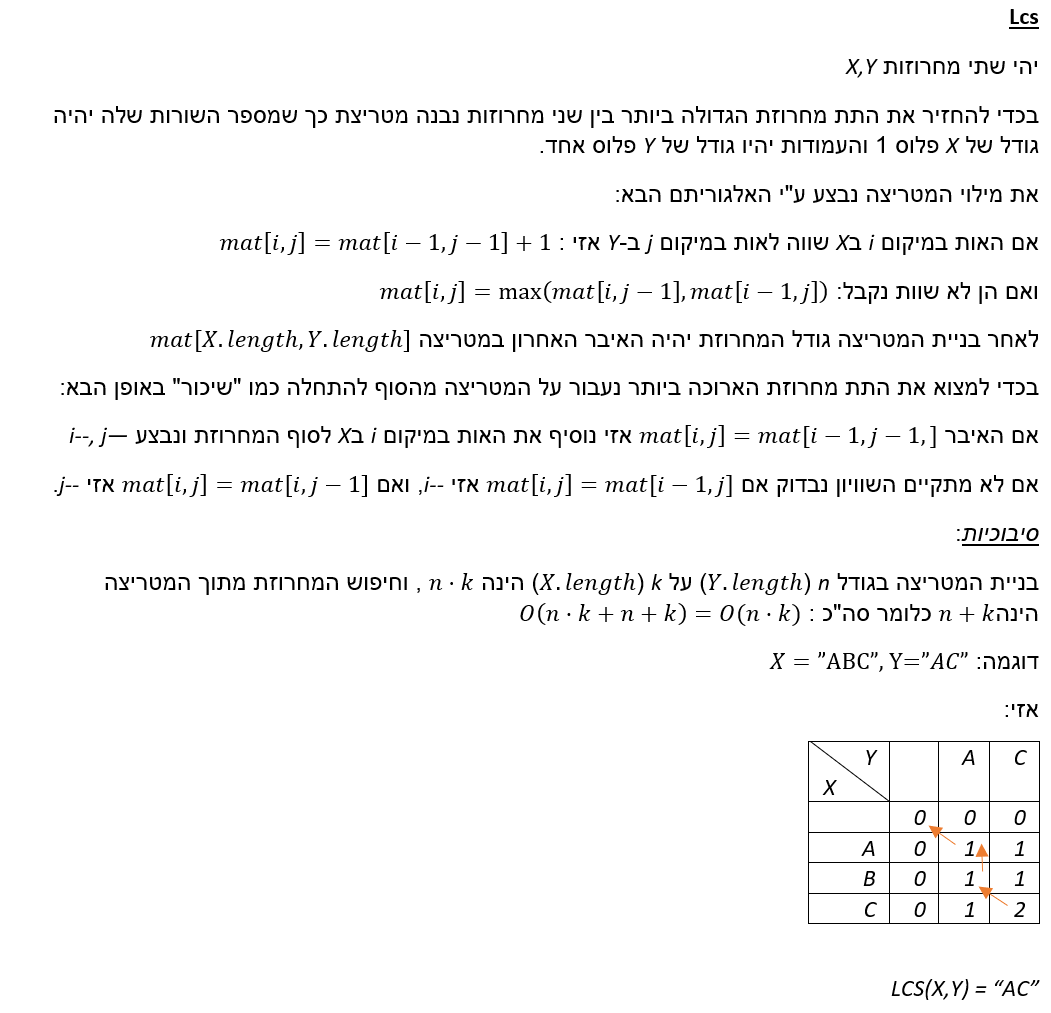 Lcs
יהי שתי מחרוזות X,Y
בכדי להחזיר את התת מחרוזת הגדולה ביותר בין שני מחרוזות נבנה מטריצת כך שמספר השורות שלה יהיה
גודל של X פלוס 1 והעמודות יהיו גודל של Y פלוס אחד.
את מילוי המטריצה נבצע ע"י האלגוריתם הבא:
אם האות במיקום i בX שווה לאות במיקום j ב-Y אזי : mat[i,j] = mat[i − 1,j − 1] + 1
ואם הן לא שוות נקבל: mat[i,j] = max(mat[i,j − 1],mat[i − 1,j])
לאחר בניית המטריצה גודל המחרוזת יהיה האיבר האחרון במטריצה mat[X.length,Y.length]
בכדי למצוא את התת מחרוזת הארוכה ביותר נעבור על המטריצה מהסוף להתחלה כמו "שיכור" באופן הבא:
אם האיבר mat[i,j] = mat[i − 1,j − 1,] אזי נוסיף את האות במיקום i בX לסוף המחרוזת ונבצע i--, j—
אם לא מתקיים השוויון נבדוק אם mat[i,j] = mat[i − 1,j] אזי i--, ואם mat[i,j] = mat[i,j − 1] אזי j--.
סיבוכיות:
בניית המטריצה בגודל n (Y.length) על k (X.length) הינה n · k , וחיפוש המחרוזת מתוך המטריצה
הינה n + k כלומר סה"כ : O(n · k + n + k) = O(n · k)
דוגמה: X = ”ABC”, Y=”AC”
אזי:
Y A C
X
0 0 0
A 0 1 1
B 0 1 1
C 0 1 2
LCS(X,Y) = “AC”